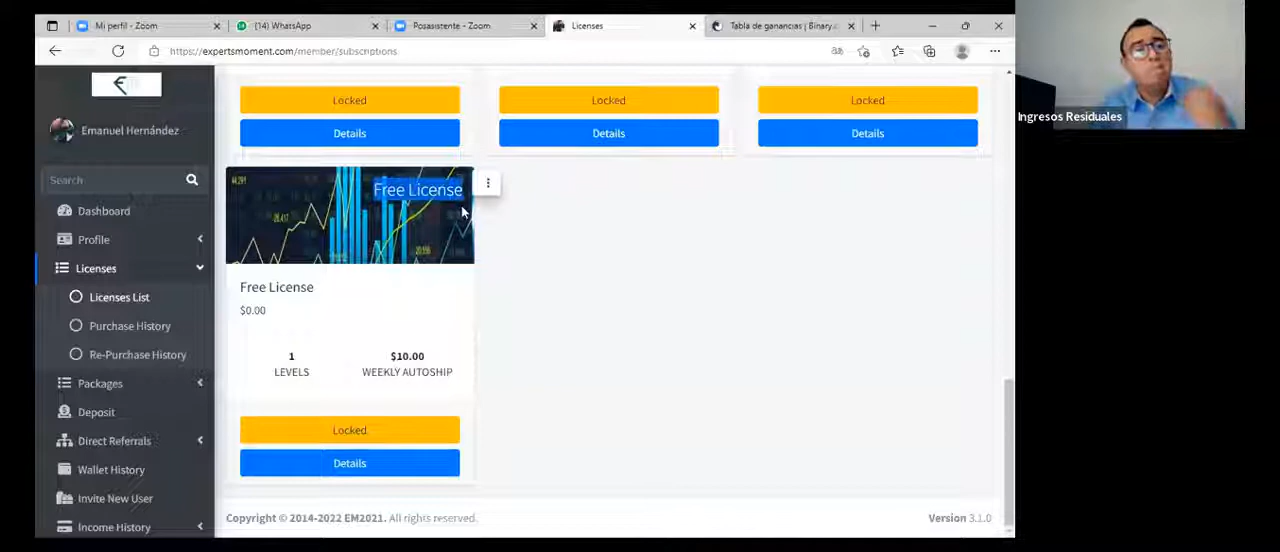 Mi perfil - Zoom
(14) WhatsApp
Posasistente - Zoom
Licenses
Tabla de ganancias | Binary.
https://expertsmoment.com/member/subscriptions
Ingresos Residuales
Emanuel Hernández
Search
Dashboard
Profile
Licenses
Licenses List
Purchase History
Re-Purchase History
Packages
Deposit
Direct Referrals
Wallet History
Invite New User
Income History
Locked
Locked
Locked
Details
Details
Details
Free License
Free License
$0.00
1
$10.00
LEVELS
WEEKLY AUTOSHIP
Locked
Details
Copyright © 2014-2022 EM2021. All rights reserved.
Version 3.1.0